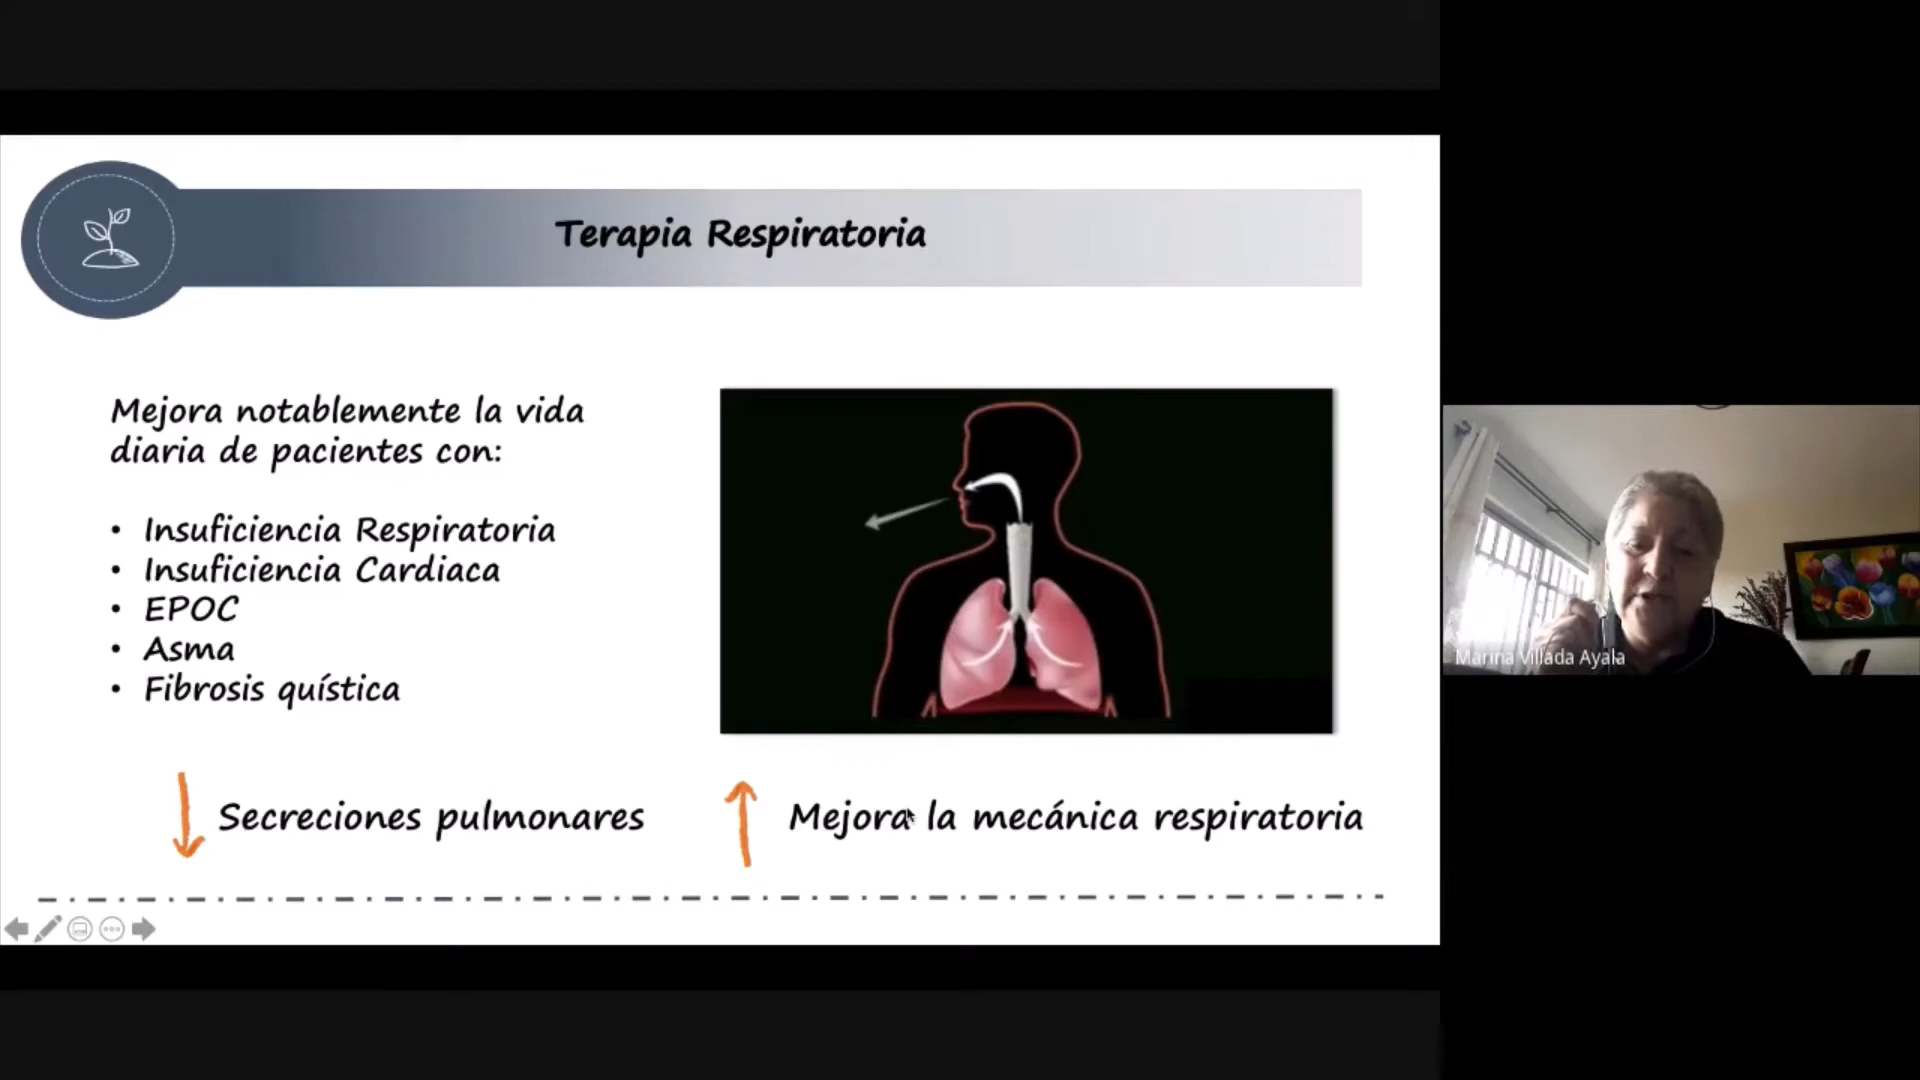 Terapia Respiratoria
Mejora notablemente la vida
diaria de pacientes con:
• Insuficiencia Respiratoria
• Insuficiencia Cardiaca
• EPOC
• Asma
• Fibrosis quística
Secreciones pulmonares
Mejora la mecánica respiratoria
Marina Villada Ayala